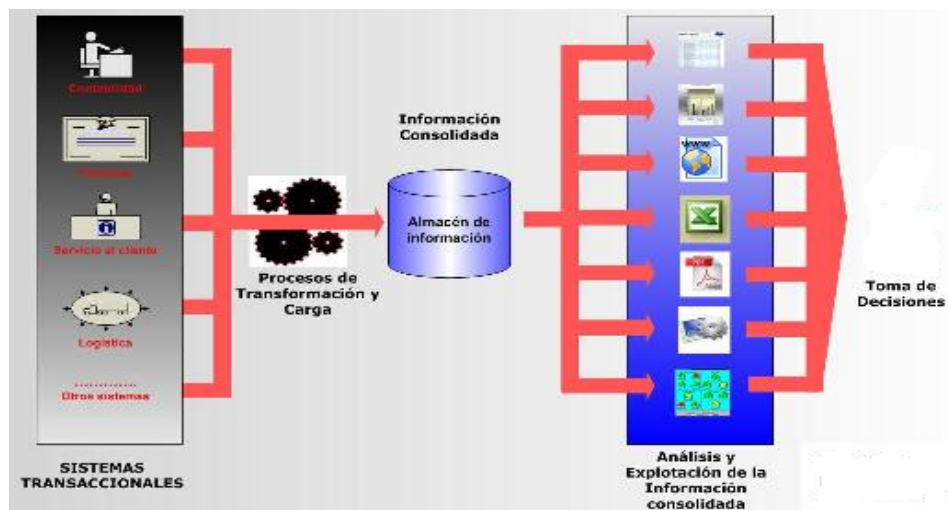 Contabilidad
Servicio al cliente
Logística
Otros sistemas
SISTEMAS
TRANSACCIONALES
Procesos de
Transformación y
Carga
Información
Consolidada
Almacén de
información
WWW
Análisis y
Explotación de la
Información
consolidada
Toma de
Decisiones